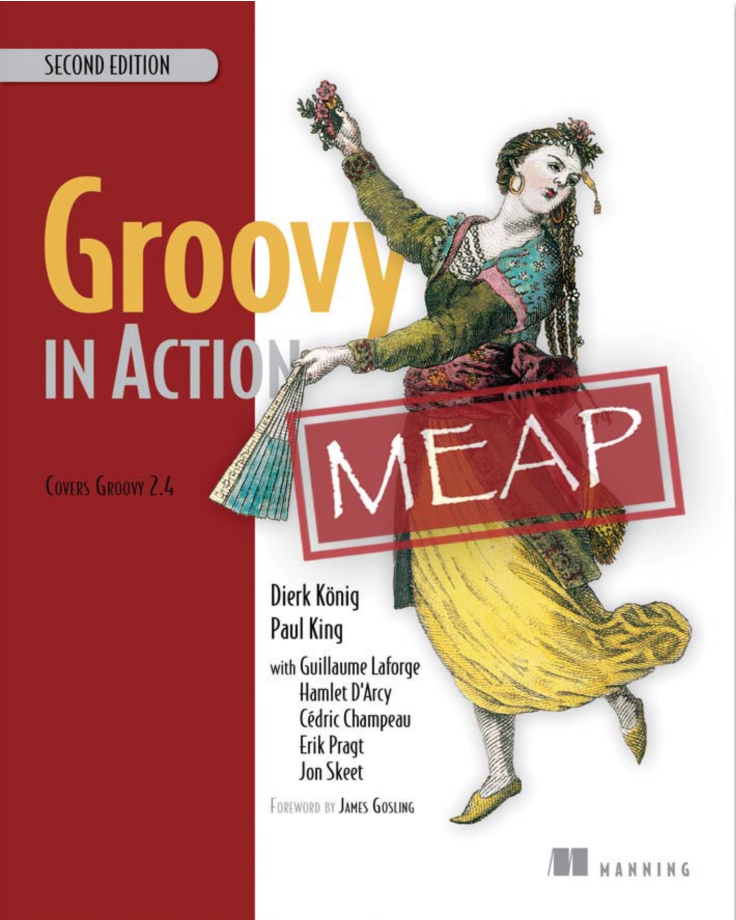 SECOND EDITION
Groovy
IN ACTION
MEAP
COVERS GROOVY 2.4
Dierk König
Paul King
with Guillaume Laforge
Hamlet D'Arcy
Cédric Champeau
Erik Pragt
Jon Skeet
FOREWORD BY JAMES GOSLING
MANNING